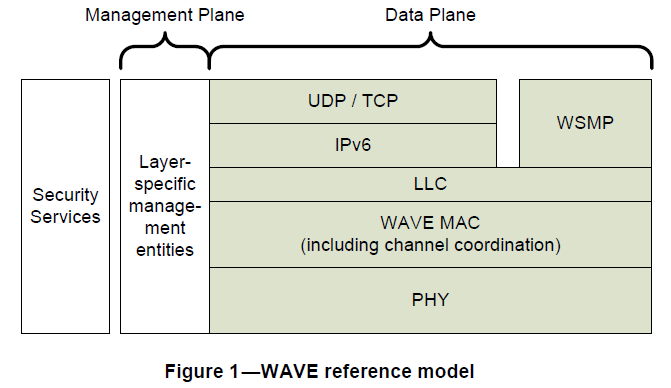 Management Plane
Data Plane
Security
Services
Layer-
specific
manage-
ment
entities
UDP / TCP
IPv6
WSMP
LLC
WAVE MAC
(including channel coordination)
PHY
Figure 1—WAVE reference model